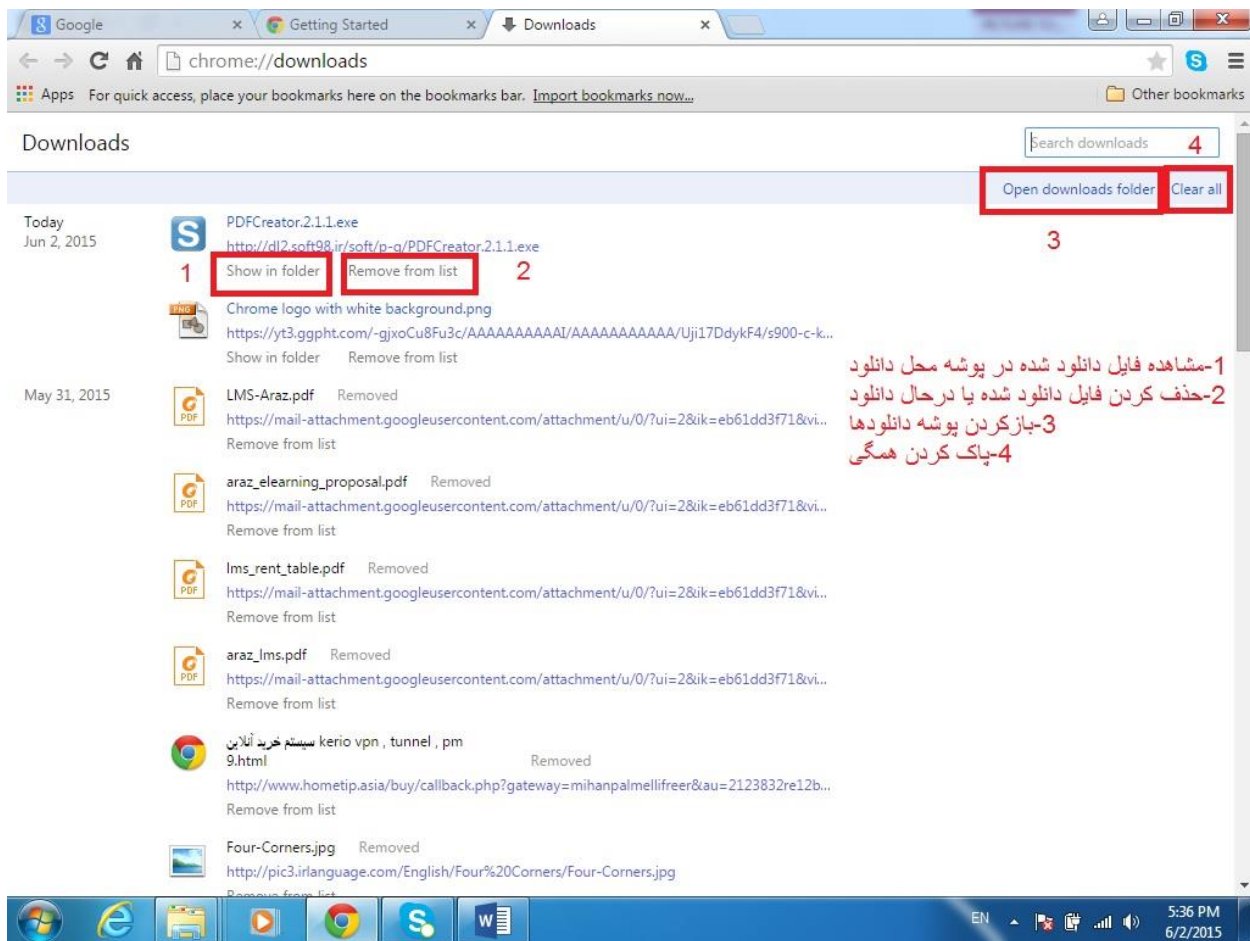 Google
Getting Started
Downloads
chrome://downloads
Apps For quick access, place your bookmarks here on the bookmarks bar. Import bookmarks now... Other bookmarks
Downloads
Search downloads 4
Open downloads folder Clear all
3
Today
Jun 2, 2015
PDFCreator.2.1.1.exe
http://dl2.soft98.ir/soft/p-q/PDFCreator.2.1.1.exe
1 Show in folder Remove from list 2
Chrome logo with white background.png
https://yt3.ggpht.com/-gjxoCu8Fu3c/AAAAAAAAAAI/AAAAAAAAAAA/Uji17DdykF4/s900-c-k...
Show in folder Remove from list
1-مشاهده فایل دانلود شده در پوشه محل دانلود
2-حذف کردن فایل دانلود شده یا درحال دانلود
3-بازکردن پوشه دانلودها
4-پاک کردن همگی
May 31, 2015
LMS-Araz.pdf Removed
https://mail-attachment.googleusercontent.com/attachment/u/0/?ui=2&ik=eb61dd3f71&vi...
Remove from list
araz_elearning_proposal.pdf Removed
https://mail-attachment.googleusercontent.com/attachment/u/0/?ui=2&ik=eb61dd3f71&vi...
Remove from list
lms_rent_table.pdf Removed
https://mail-attachment.googleusercontent.com/attachment/u/0/?ui=2&ik=eb61dd3f71&vi...
Remove from list
araz_lms.pdf Removed
https://mail-attachment.googleusercontent.com/attachment/u/0/?ui=2&ik=eb61dd3f71&vi...
Remove from list
سیستم خرید آنلاین kerio vpn , tunnel , pm
9.html Removed
http://www.hometip.asia/buy/callback.php?gateway=mihanpalmellifreer&au=2123832re12b...
Remove from list
Four-Corners.jpg Removed
http://pic3.irlanguage.com/English/Four%20Corners/Four-Corners.jpg
Remove from list
EN 5:36 PM
6/2/2015